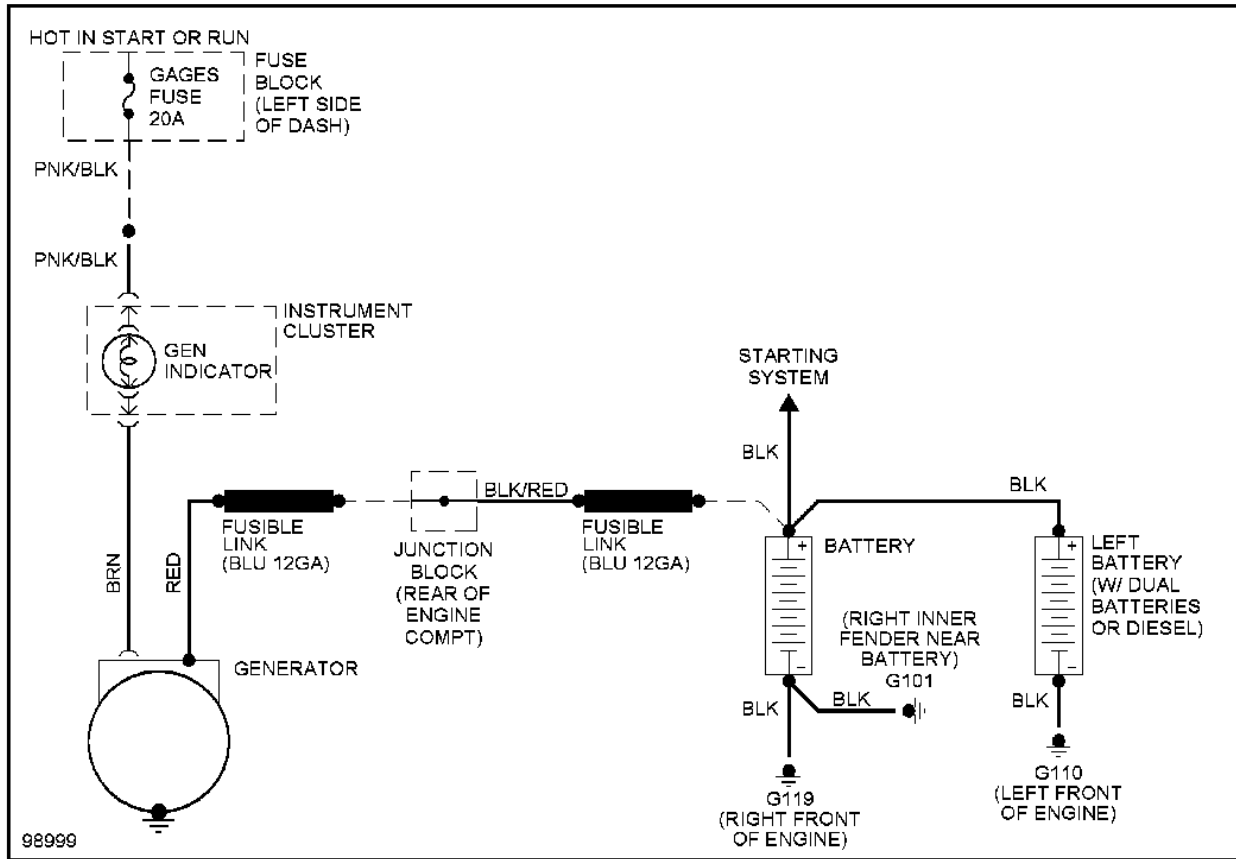 HOT IN START OR RUN
GAGES
FUSE
20A
FUSE
BLOCK
(LEFT SIDE
OF DASH)
PNK/BLK
PNK/BLK
INSTRUMENT
CLUSTER
GEN
INDICATOR
STARTING
SYSTEM
BLK
BLK
BRN
RED
FUSIBLE
LINK
(BLU 12GA)
JUNCTION
BLOCK
(REAR OF
ENGINE
COMPT)
BLK/RED
FUSIBLE
LINK
(BLU 12GA)
+
BATTERY
-
+
LEFT
BATTERY
(W/ DUAL
BATTERIES
OR DIESEL)
-
(RIGHT INNER
FENDER NEAR
BATTERY)
G101
GENERATOR
BLK
BLK
BLK
G119
(RIGHT FRONT
OF ENGINE)
G110
(LEFT FRONT
OF ENGINE)
98999